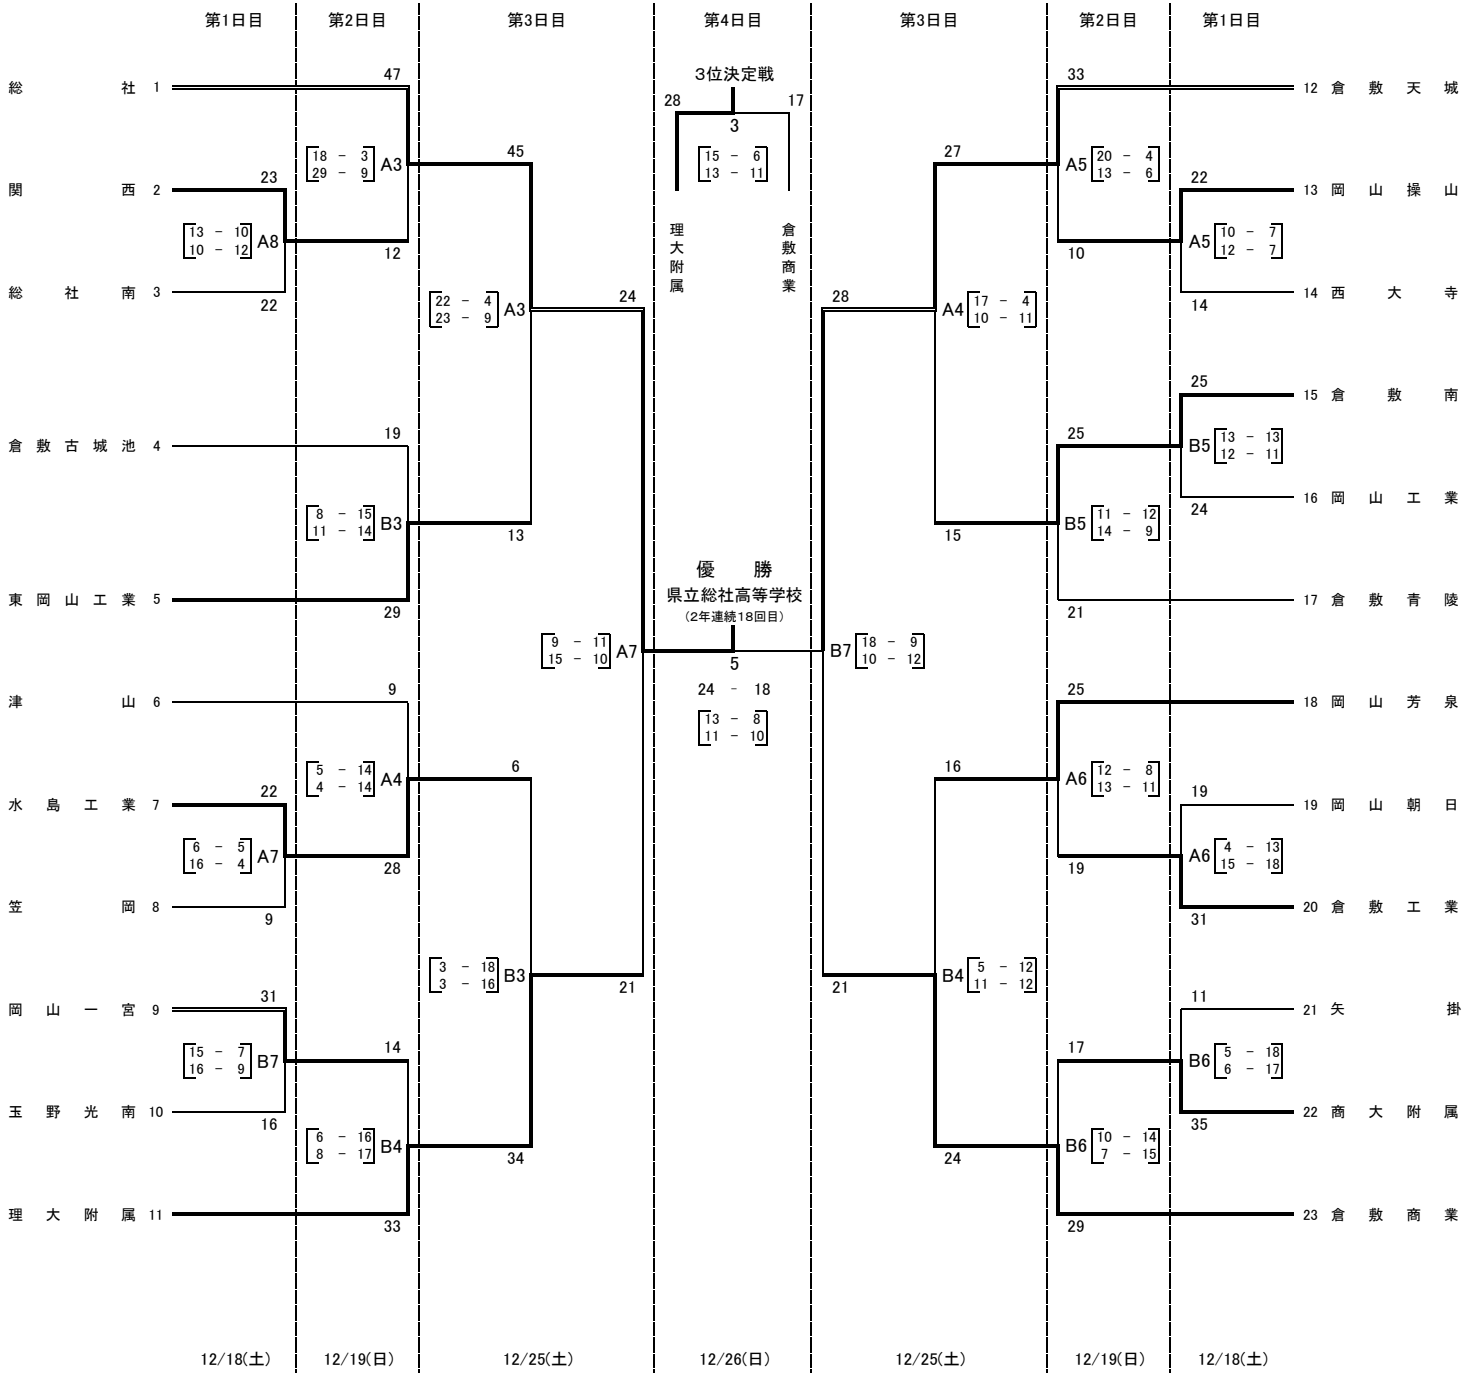 第1日目 第2日目 第3日目 第4日目 第3日目 第2日目 第1日目
47 3位決定戦 33
総社 1 12 倉敷天城
28 17
3
18 - 3 45 15 - 6 27 20 - 4
29 - 9 A3 13 - 11 A5 13 - 6
23 22
関西 2 13 岡山操山
13 - 10 理大附属 倉敷商業 10 - 7
10 - 12 A8 A5 12 - 7
12 10
総社南 3 14 西大寺
22 14
22 - 4 24 28 17 - 4
23 - 9 A3 A4 10 - 11
25
15 倉敷南
19 25
倉敷古城池 4 B5 13 - 13
12 - 11
16 岡山工業
24
8 - 15 11 - 12
11 - 14 B3 B5 14 - 9
13 15
優勝
県立総社高等学校
東岡山工業 5 17 倉敷青陵
29 (2年連続18回目) 21
9 - 11 18 - 9
15 - 10 A7 B7 10 - 12
5
9 24 - 18 25
津山 6 18 岡山芳泉
13 - 8
11 - 10
5 - 14 6 16 12 - 8
4 - 14 A4 A6 13 - 11
22 19
水島工業 7 19 岡山朝日
6 - 5 4 - 13
16 - 4 A7 A6 15 - 18
28 19
笠岡 8 20 倉敷工業
9 31
3 - 18 5 - 12
3 - 16 B3 B4 11 - 12
21 21
31 11
岡山一宮 9 21 矢掛
15 - 7 14 17 5 - 18
16 - 9 B7 B6 6 - 17
玉野光南 10 22 商大附属
16 35
6 - 16 10 - 14
8 - 17 B4 B6 7 - 15
34 24
理大附属 11 23 倉敷商業
33 29
12/18(土) 12/19(日) 12/25(土) 12/26(日) 12/25(土) 12/19(日) 12/18(土)